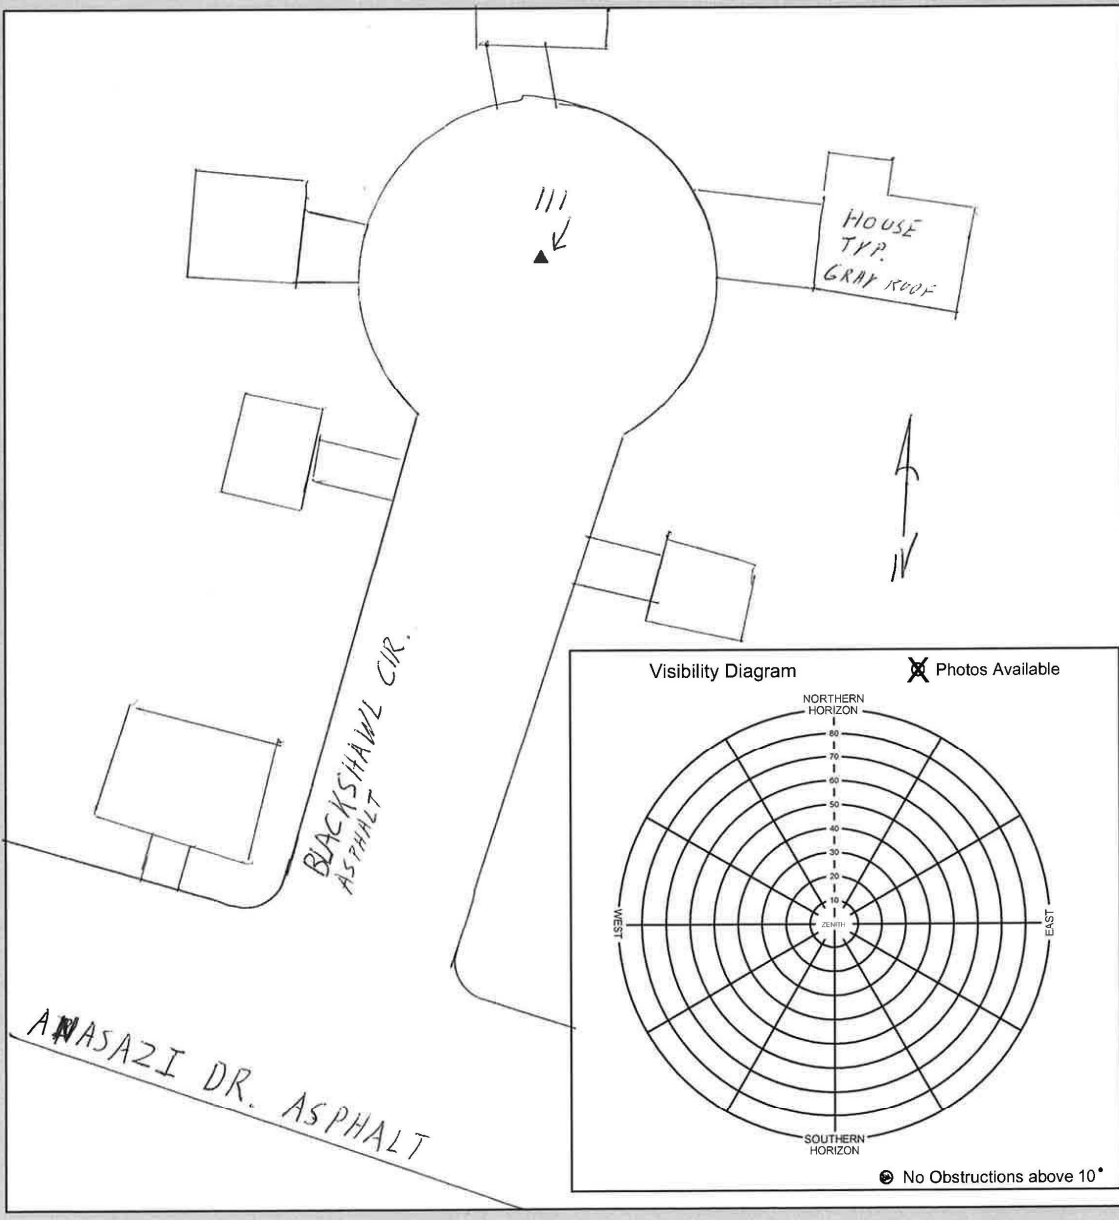 111
HOUSE
TYP.
GRAY ROOF
N
BLACKSHAWL CIR.
ASPHALT
ANASAZI DR. ASPHALT
Visibility Diagram
Photos Available
NORTHERN
HORIZON
80
70
60
50
40
30
20
10
ZENITH
WEST
EAST
SOUTHERN
HORIZON
No Obstructions above 10°